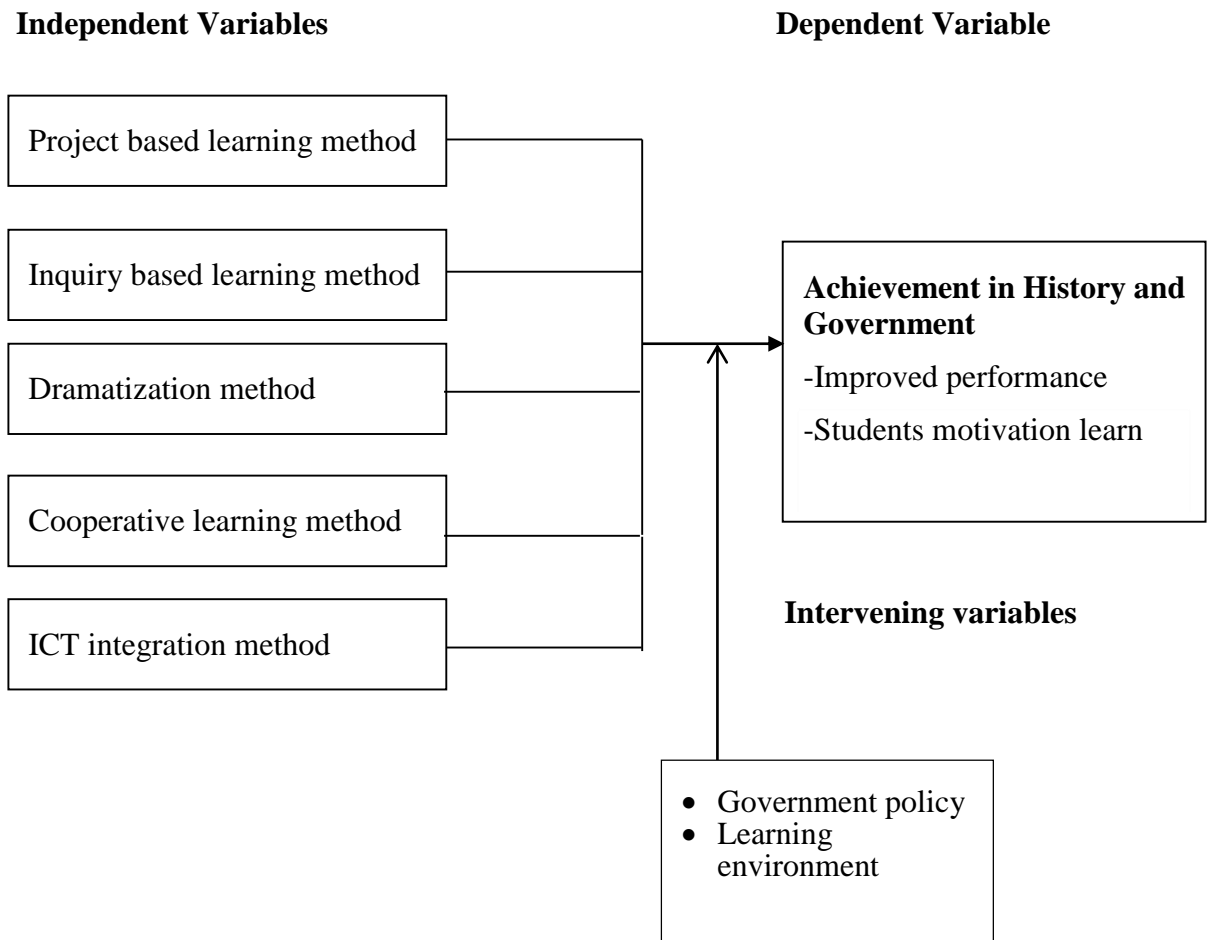 Independent Variables
Dependent Variable
Project based learning method
Inquiry based learning method
Dramatization method
Cooperative learning method
ICT integration method
Achievement in History and
Government
-Improved performance
-Students motivation learn
Intervening variables
• Government policy
• Learning
environment